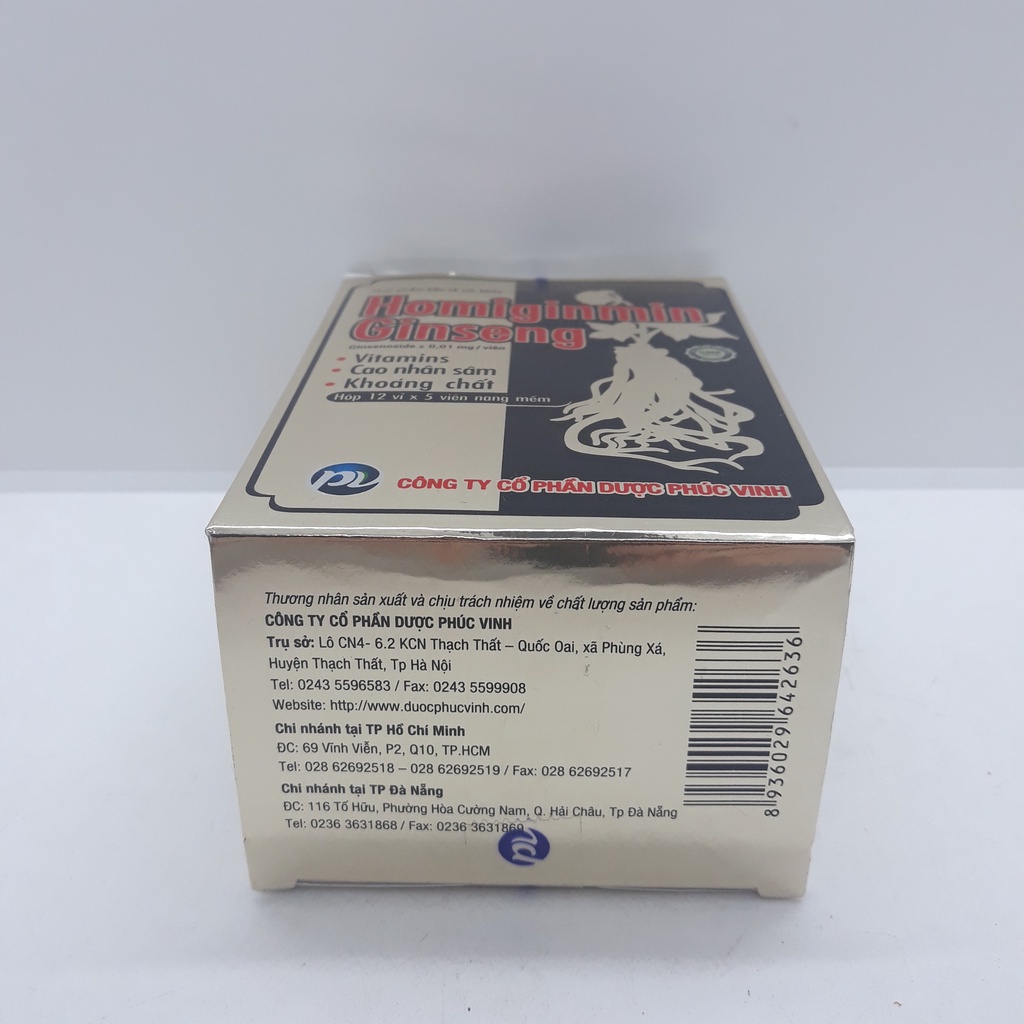 Homiginmin
Ginseng
Ginsenoside ≥ 0,01 mg/viên
• Vitamins
• Cao nhân sâm
• Khoáng chất
Hộp 12 vỉ x 5 viên nang mềm
CÔNG TY CỔ PHẦN DƯỢC PHÚC VINH
Thương nhân sản xuất và chịu trách nhiệm về chất lượng sản phẩm:
CÔNG TY CỔ PHẦN DƯỢC PHÚC VINH
Trụ sở: Lô CN4- 6.2 KCN Thạch Thất – Quốc Oai, xã Phùng Xá,
Huyện Thạch Thất, Tp Hà Nội
Tel: 0243 5596583 / Fax: 0243 5599908
Website: http://www.duocphucvinh.com/
Chi nhánh tại TP Hồ Chí Minh
ĐC: 69 Vĩnh Viễn, P2, Q10, TP.HCM
Tel: 028 62692518 – 028 62692519 / Fax: 028 62692517
Chi nhánh tại TP Đà Nẵng
ĐC: 116 Tố Hữu, Phường Hòa Cường Nam, Q. Hải Châu, Tp Đà Nẵng
Tel: 0236 3631868 / Fax: 0236 3631869
8 936029 642636